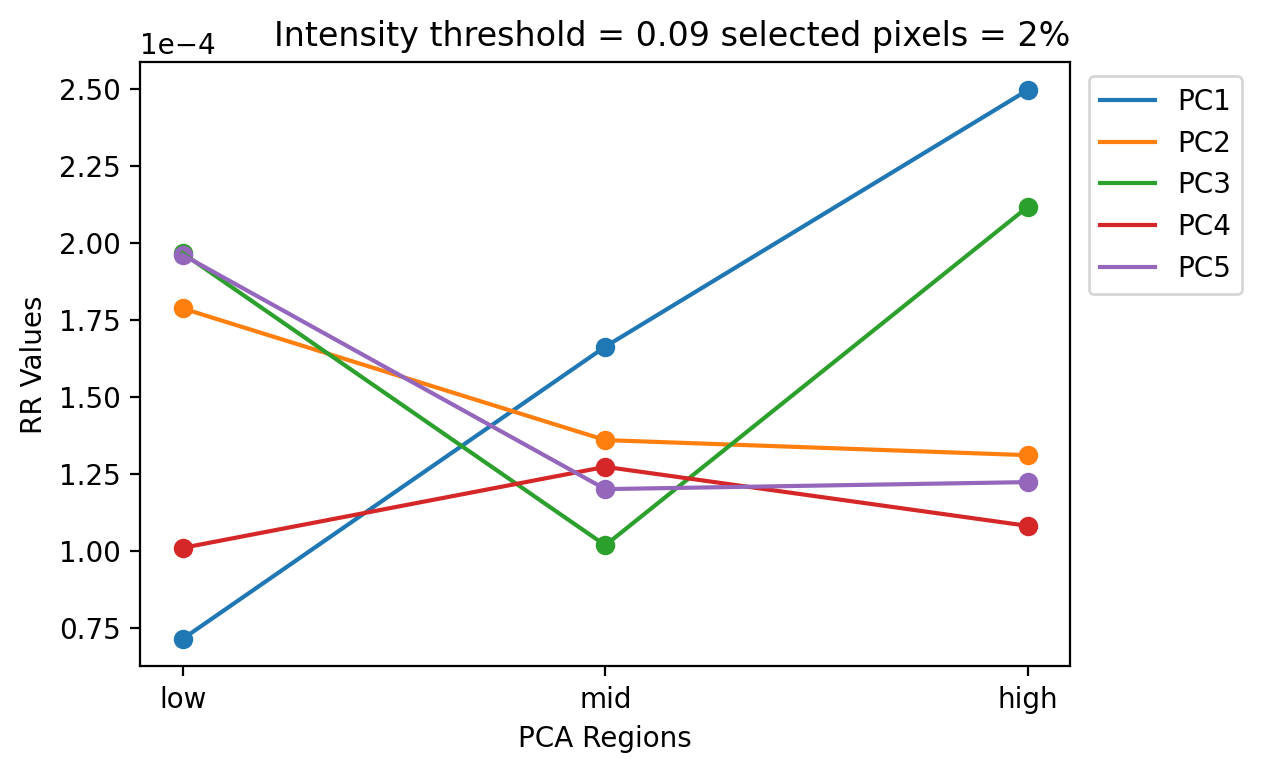 Intensity threshold = 0.09 selected pixels = 2%
1e−4
2.50
2.25
2.00
1.75
1.50
1.25
1.00
0.75
RR Values
low
mid
high
PCA Regions
PC1
PC2
PC3
PC4
PC5